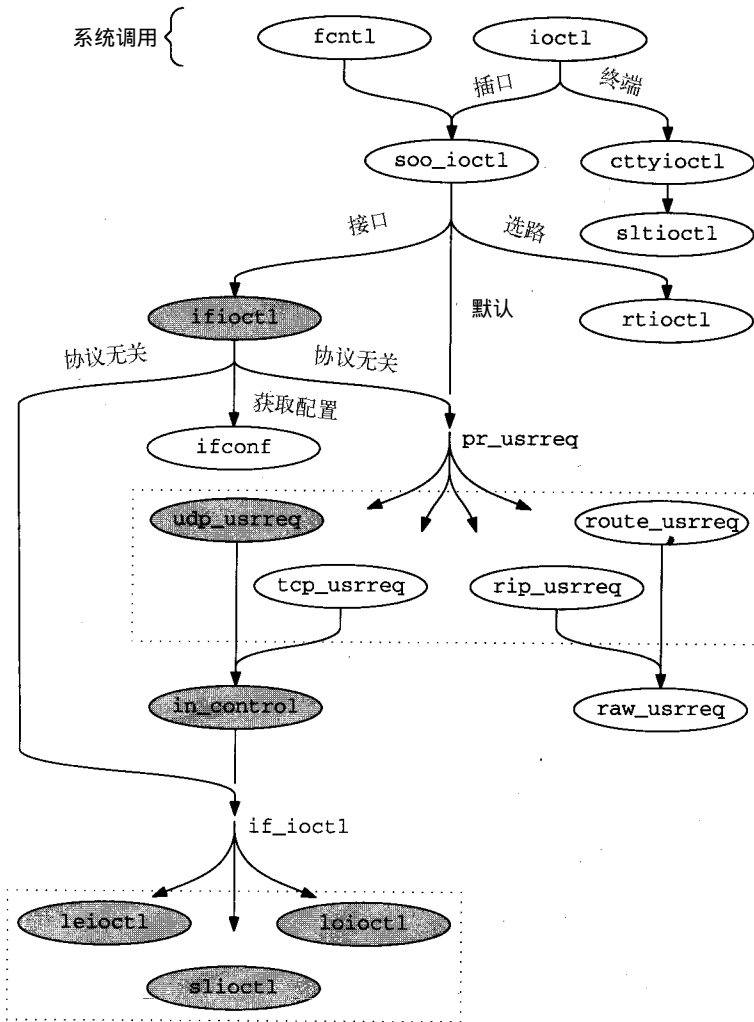 系统调用
fcntl
ioctl
插口
终端
soo_ioctl
cttyioctl
sltioctl
接口
选路
默认
ifioctl
rtioctl
协议无关
协议无关
获取配置
ifconf
pr_usrreq
udp_usrreq
route_usrreq
tcp_usrreq
rip_usrreq
in_control
raw_usrreq
if_ioctl
leioctl
loioctl
slioctl